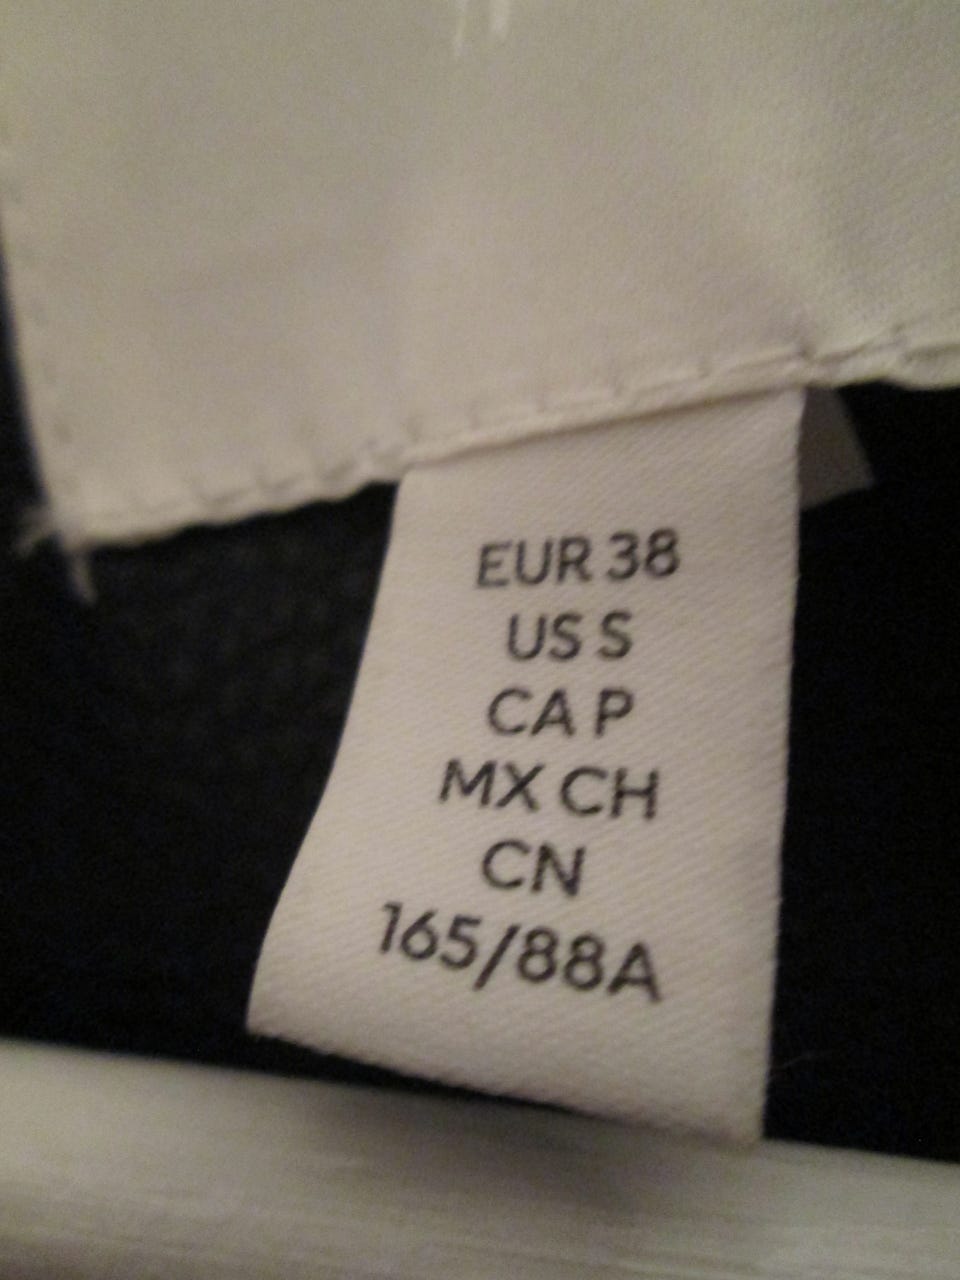 EUR 38
US S
CA P
MX CH
CN
165/88A